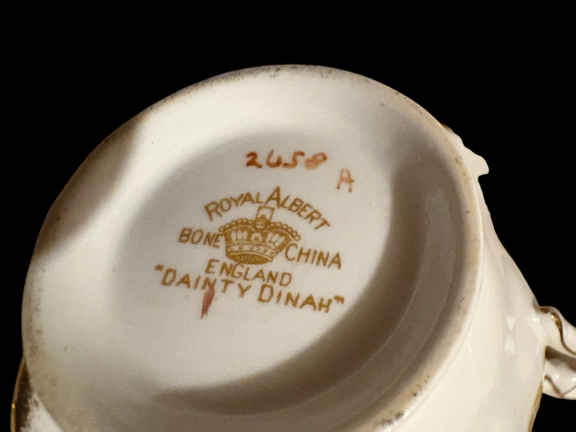 2658
A
ROYAL ALBERT
BONE CHINA
ENGLAND
"DAINTY DINAH"